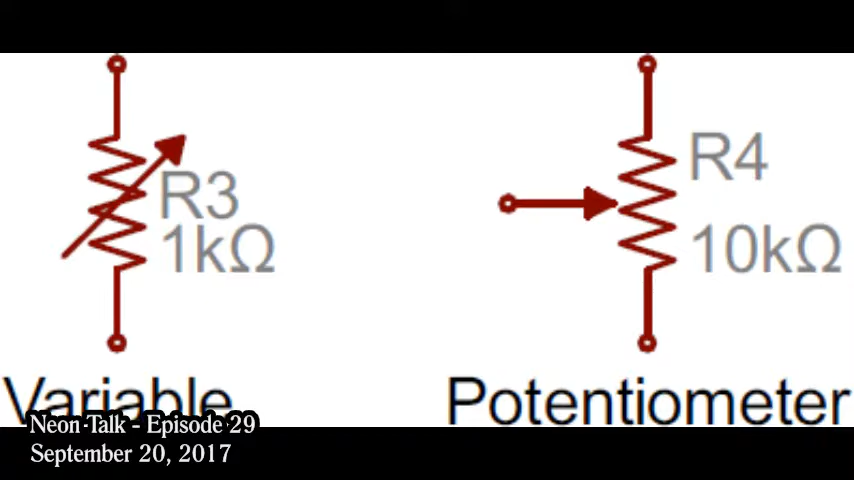 R3
1kΩ
R4
10kΩ
Variable
Potentiometer
Neon Talk - Episode 29
September 20, 2017